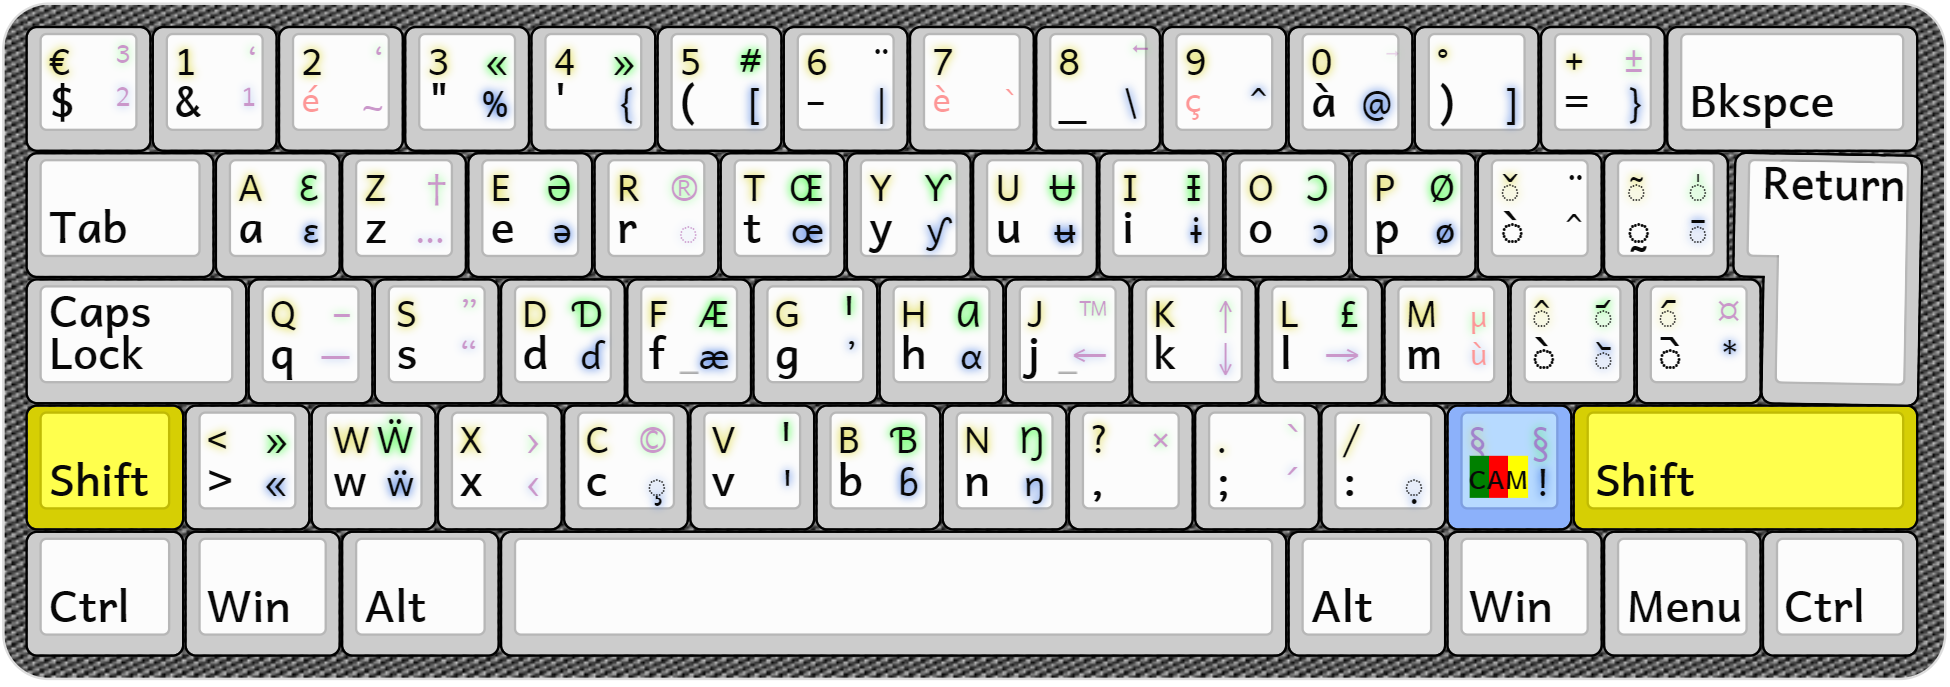 € 3 1 ‘ 2 ‘ 3 « 4 » 5 # 6 ¨ 7 8 ← 9 0 ° + ±
$ 2 & 1 é ~ " % ' { ( [ – | è ` _ \ ç ^ à @ ) ] = } Bkspce
A Ɛ Z † E Ə R ® T Œ Y Ƴ U Ʉ I Ɨ O Ɔ P Ø ◌̌ ¨ ◌̃ ◌̍ Return
Tab a ɛ z … e ə r ◌ t œ y ƴ u ʉ i ɨ o ɔ p ø ◌̀ ^ ◌̰ ◌̄
Caps Q – S ” D Ɗ F Æ G ꞌ H Ɑ J ™ K ↑ L £ M µ ◌̂ ◌᷄ ¤
Lock q — s “ d ɗ f _æ g ’ h ɑ j _← k ↓ l → m ù ◌̀ *
< » W Ẅ X › C © V ꞌ B Ɓ N Ŋ ? × . ` / § §
Shift > « w ẅ x ‹ c ◌̧ v ꞌ b ɓ n ŋ , ; ´ : ◌̣ CAM ! Shift
Ctrl Win Alt Alt Win Menu Ctrl